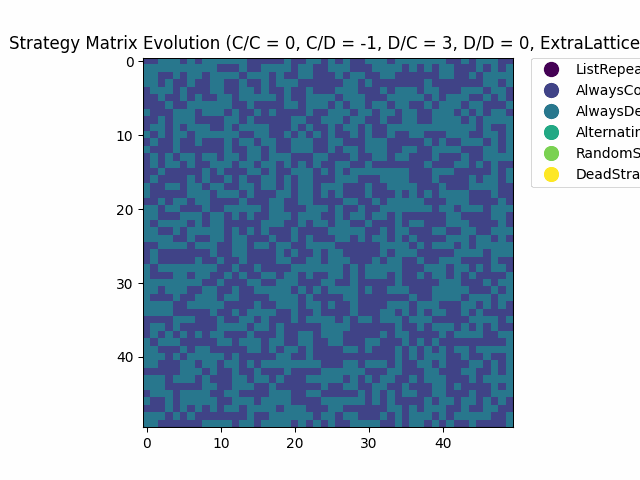 Strategy Matrix Evolution (C/C = 0, C/D = -1, D/C = 3, D/D = 0, ExtraLattice
ListRepea
AlwaysCo
AlwaysDe
Alternatin
RandomS
DeadStra
0
10
20
30
40
0 10 20 30 40